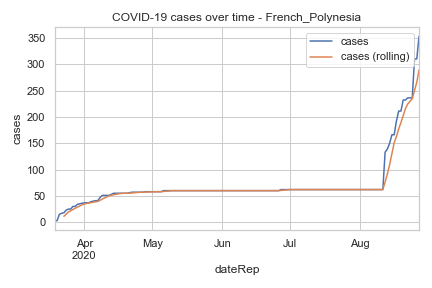 COVID-19 cases over time - French_Polynesia
cases
cases (rolling)
350
300
250
200
150
100
50
0
cases
Apr
2020
May
Jun
Jul
Aug
dateRep